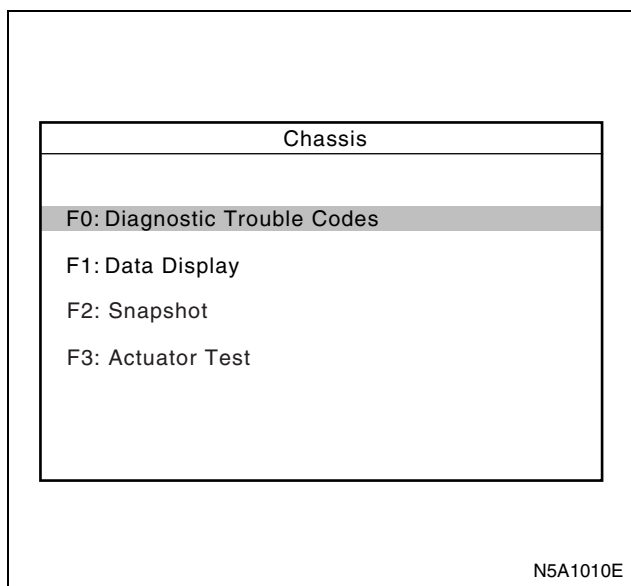 Chassis
F0: Diagnostic Trouble Codes
F1: Data Display
F2: Snapshot
F3: Actuator Test
N5A1010E